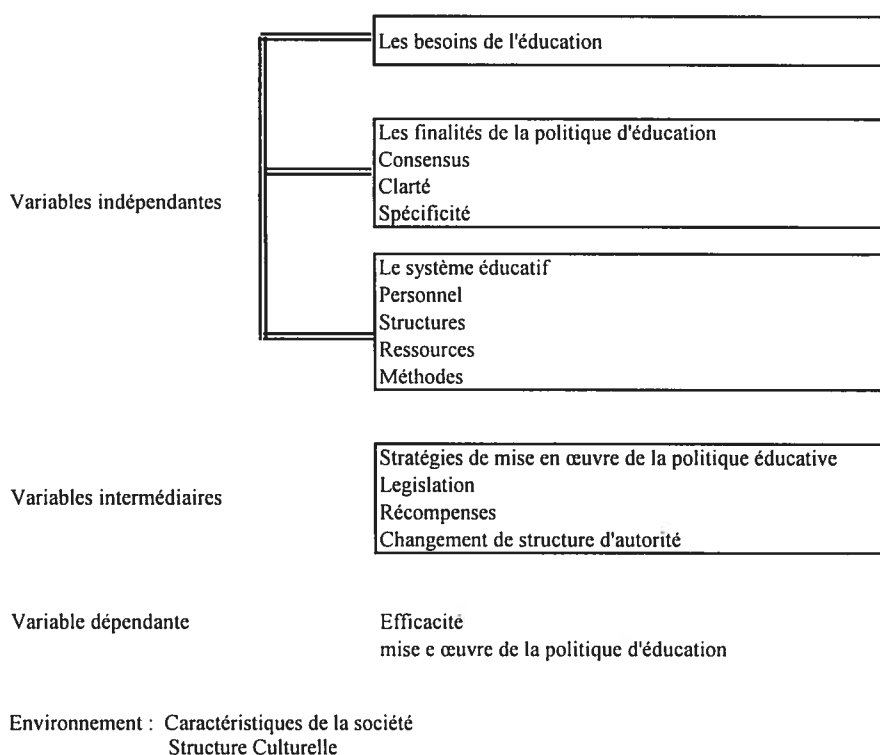 Les besoins de l'éducation
Les finalités de la politique d'éducation
Consensus
Clarté
Spécificité
Variables indépendantes
Le système éducatif
Personnel
Structures
Ressources
Méthodes
Stratégies de mise en œuvre de la politique éducative
Legislation
Variables intermédiaires
Récompenses
Changement de structure d'autorité
Variable dépendante
Efficacité
mise e œuvre de la politique d'éducation
Environnement : Caractéristiques de la société
Structure Culturelle